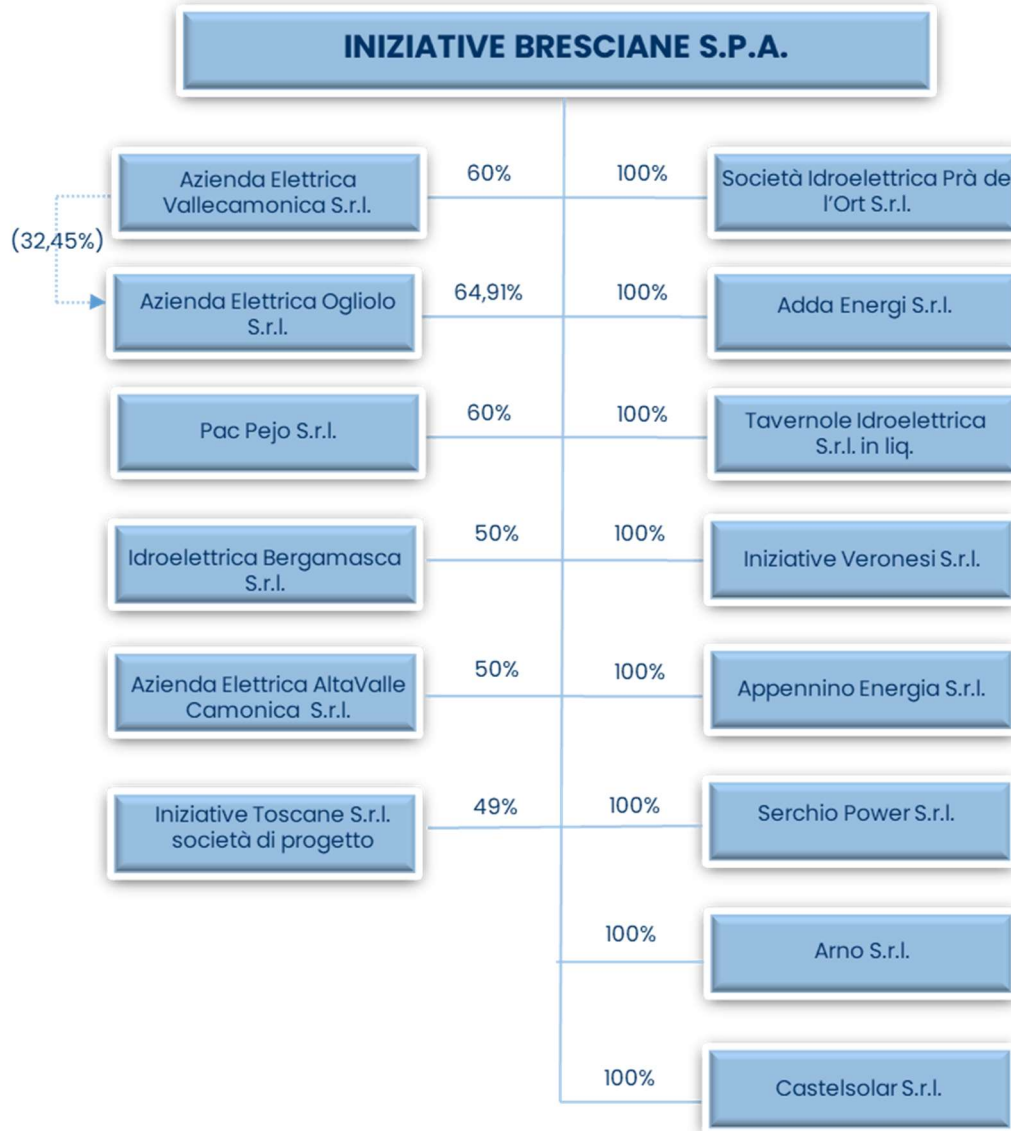 INIZIATIVE BRESCIANE S.P.A.
Azienda Elettrica
Vallecamonica S.r.l.
60%
100%
Società Idroelettrica Prà de
l'Ort S.r.l.
(32,45%)
Azienda Elettrica Ogliolo
S.r.l.
64,91%
100%
Adda Energi S.r.l.
Pac Pejo S.r.l.
60%
100%
Tavernole Idroelettrica
S.r.l. in liq.
Idroelettrica Bergamasca
S.r.l.
50%
100%
Iniziative Veronesi S.r.l.
Azienda Elettrica AltaValle
Camonica S.r.l.
50%
100%
Appennino Energia S.r.l.
Iniziative Toscane S.r.l.
società di progetto
49%
100%
Serchio Power S.r.l.
100%
Arno S.r.l.
100%
Castelsolar S.r.l.